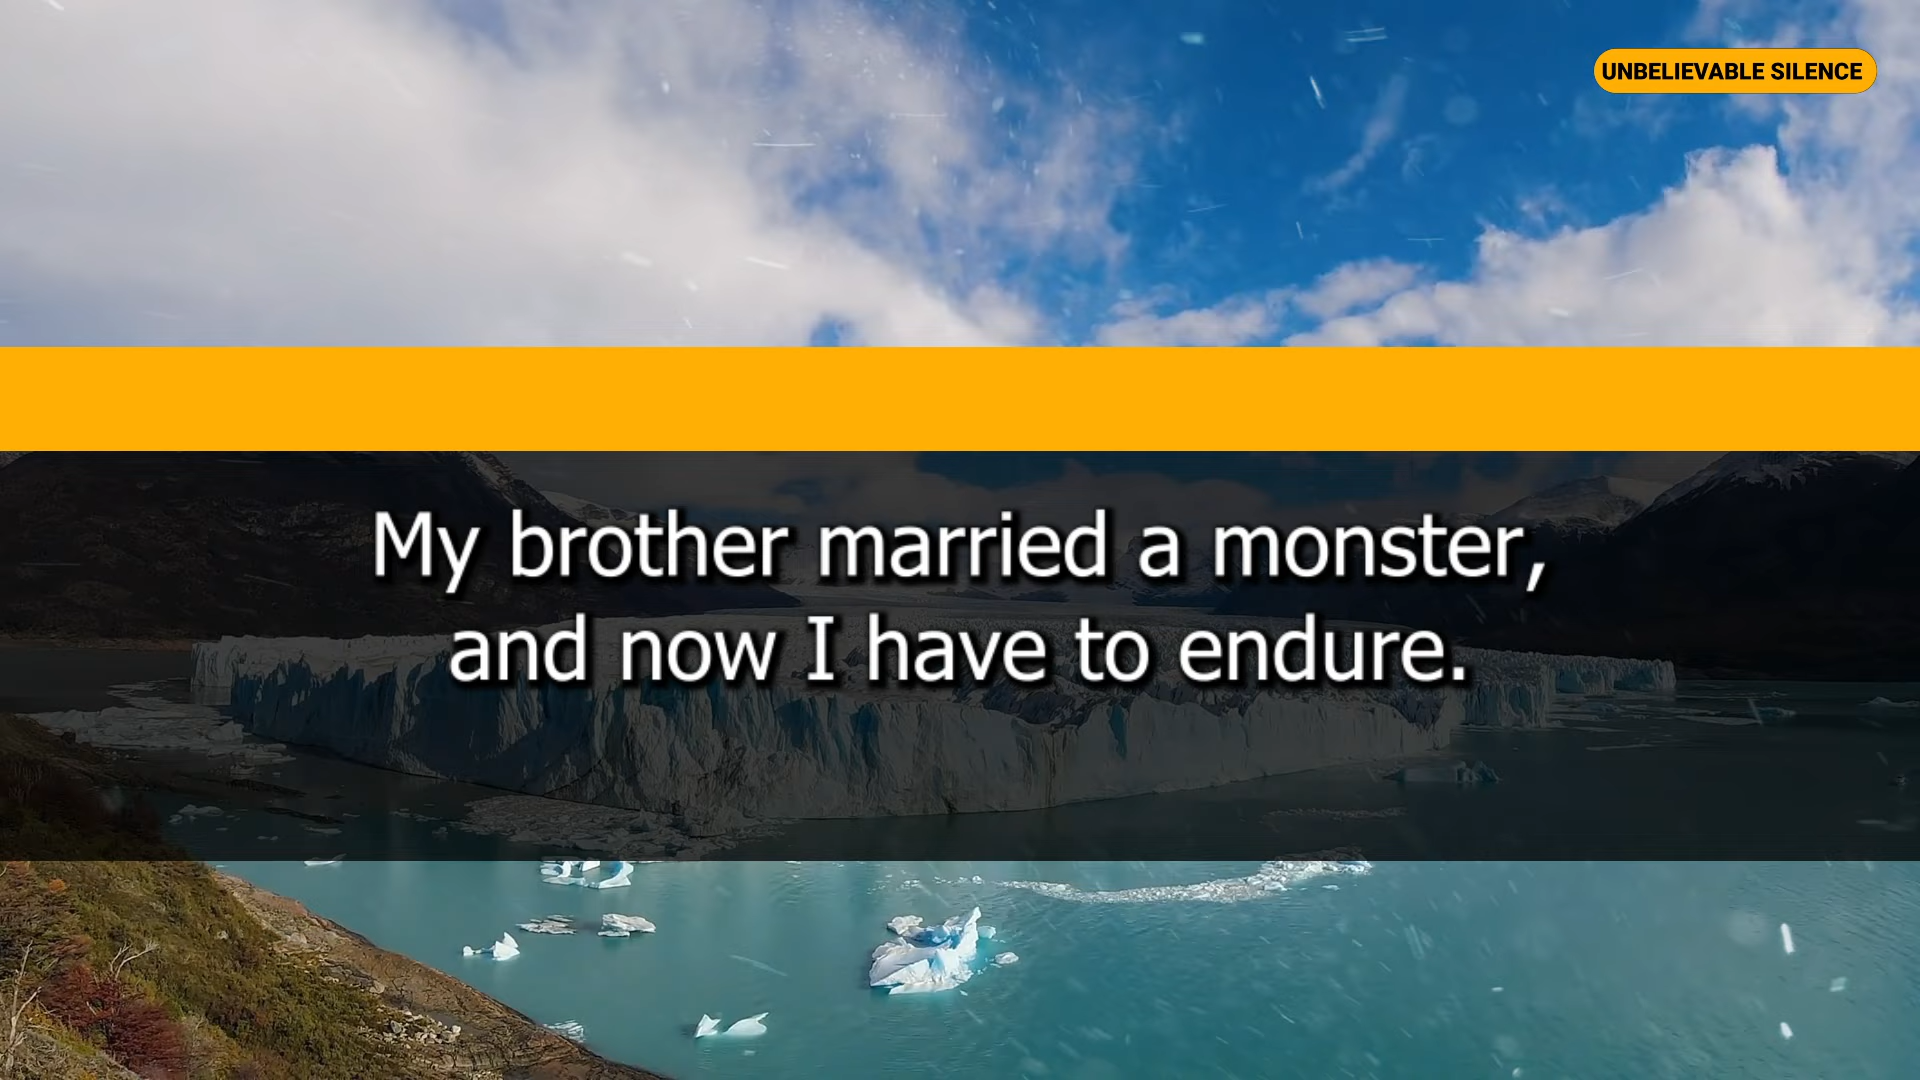 UNBELIEVABLE SILENCE
My brother married a monster,
and now I have to endure.